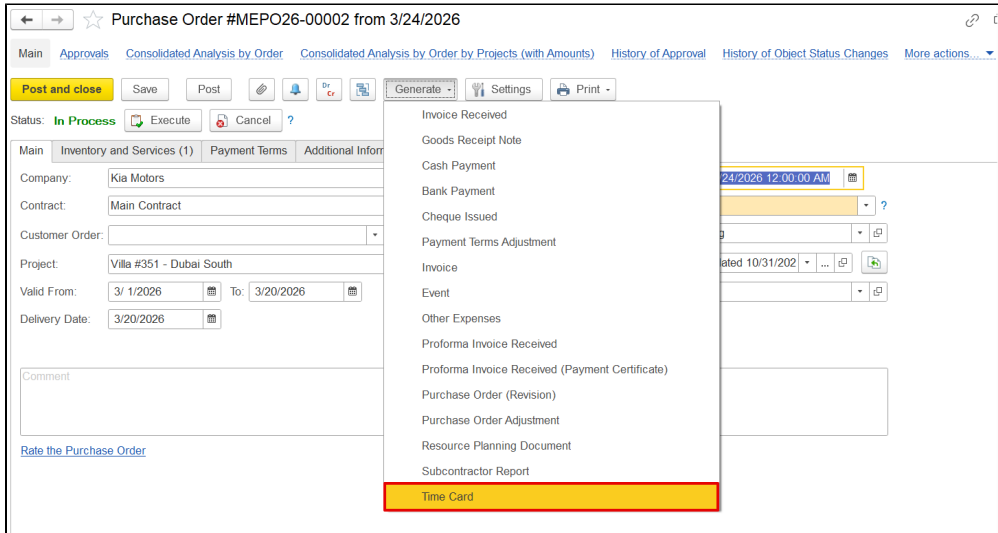 Purchase Order #MEPO26-00002 from 3/24/2026
Main Approvals Consolidated Analysis by Order Consolidated Analysis by Order by Projects (with Amounts) History of Approval History of Object Status Changes More actions...
Post and close Save Post Dr Cr Generate Settings Print
Status: In Process Execute Cancel ?
Main Inventory and Services (1) Payment Terms Additional Inform
Company: Kia Motors 24/2026 12:00:00 AM
Contract: Main Contract ?
Customer Order: g
Project: Villa #351 - Dubai South ated 10/31/202 ...
Valid From: 3/ 1/2026 To: 3/20/2026
Delivery Date: 3/20/2026
Comment
Rate the Purchase Order
Invoice Received
Goods Receipt Note
Cash Payment
Bank Payment
Cheque Issued
Payment Terms Adjustment
Invoice
Event
Other Expenses
Proforma Invoice Received
Proforma Invoice Received (Payment Certificate)
Purchase Order (Revision)
Purchase Order Adjustment
Resource Planning Document
Subcontractor Report
Time Card